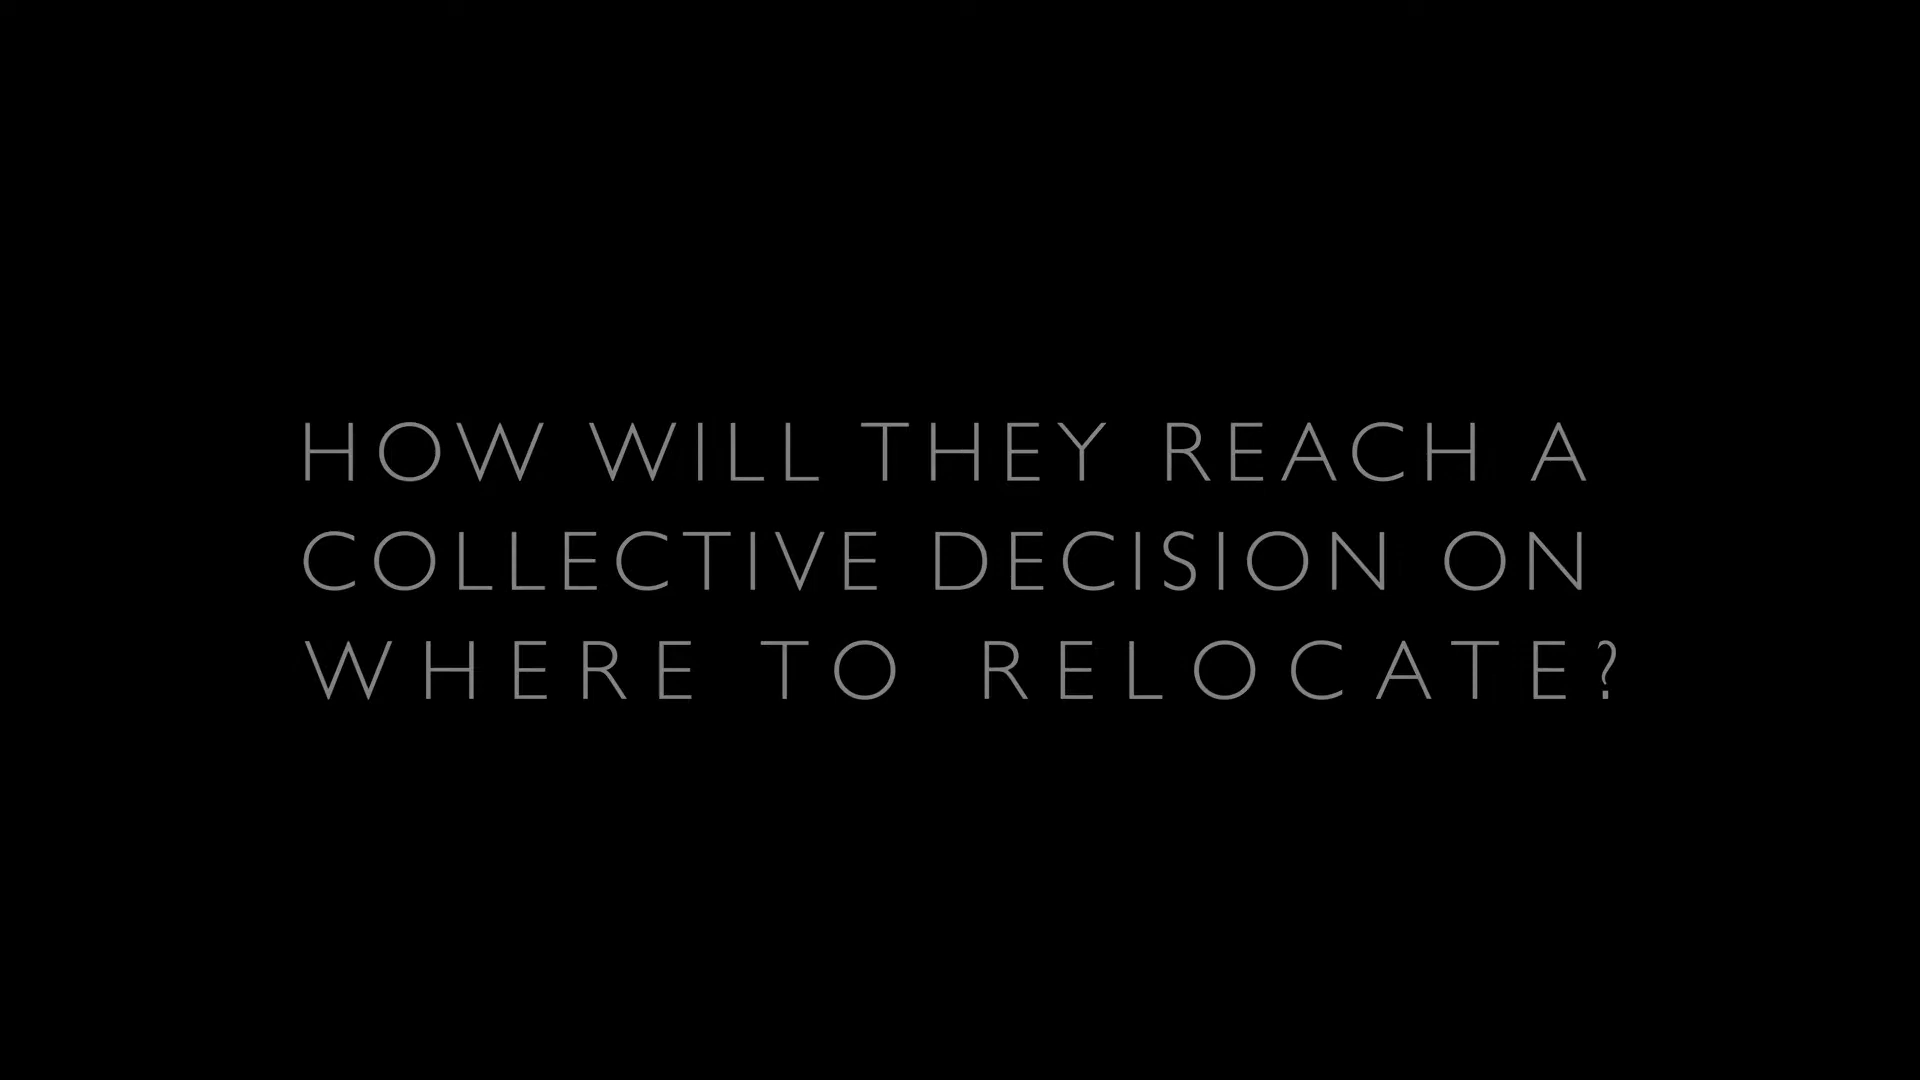 HOW WILL THEY REACH A
COLLECTIVE DECISION ON
WHERE TO RELOCATE?